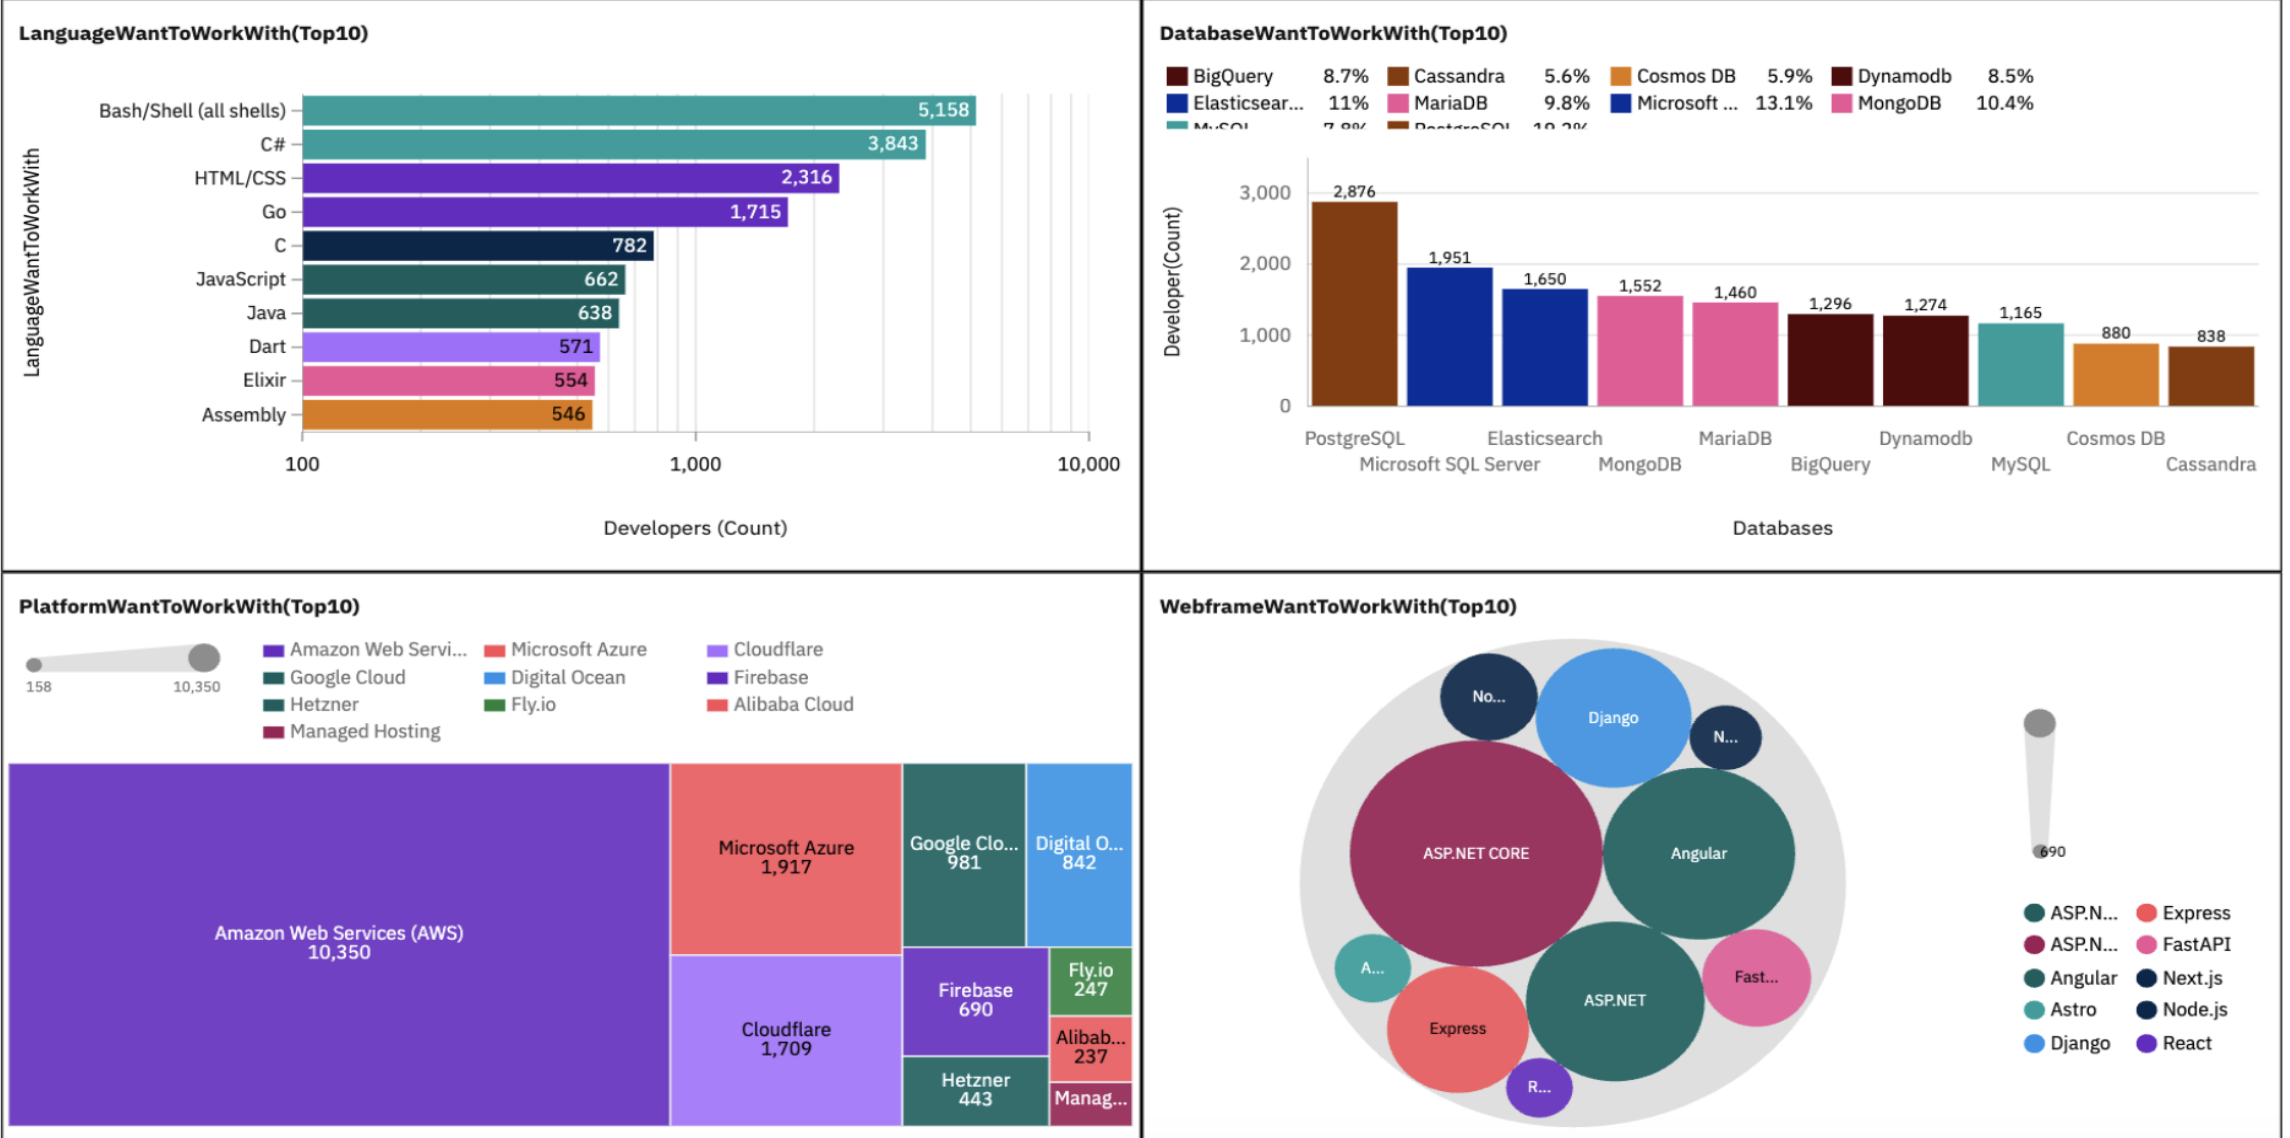 LanguageWantToWorkWith(Top10)
LanguageWantToWorkWith
Bash/Shell (all shells) 5,158
C# 3,843
HTML/CSS 2,316
Go 1,715
C 782
JavaScript 662
Java 638
Dart 571
Elixir 554
Assembly 546
100 1,000 10,000
Developers (Count)
DatabaseWantToWorkWith(Top10)
BigQuery 8.7% Cassandra 5.6% Cosmos DB 5.9% Dynamodb 8.5%
Elasticsear... 11% MariaDB 9.8% Microsoft ... 13.1% MongoDB 10.4%
MySQL 7.8% PostgreSQL 19.3%
Developer(Count)
3,000
2,000
1,000
0
2,876 1,951 1,650 1,552 1,460 1,296 1,274 1,165 880 838
PostgreSQL Elasticsearch MariaDB Dynamodb Cosmos DB
Microsoft SQL Server MongoDB BigQuery MySQL Cassandra
Databases
PlatformWantToWorkWith(Top10)
158 10,350
Amazon Web Servi... Microsoft Azure Cloudflare
Google Cloud Digital Ocean Firebase
Hetzner Fly.io Alibaba Cloud
Managed Hosting
Amazon Web Services (AWS)
10,350
Microsoft Azure
1,917
Cloudflare
1,709
Google Clo...
981
Digital O...
842
Firebase
690
Hetzner
443
Fly.io
247
Alibab...
237
Manag...
WebframeWantToWorkWith(Top10)
No...
Django
N...
ASP.NET CORE
Angular
A...
Express
ASP.NET
Fast...
R...
690
ASP.N... Express
ASP.N... FastAPI
Angular Next.js
Astro Node.js
Django React